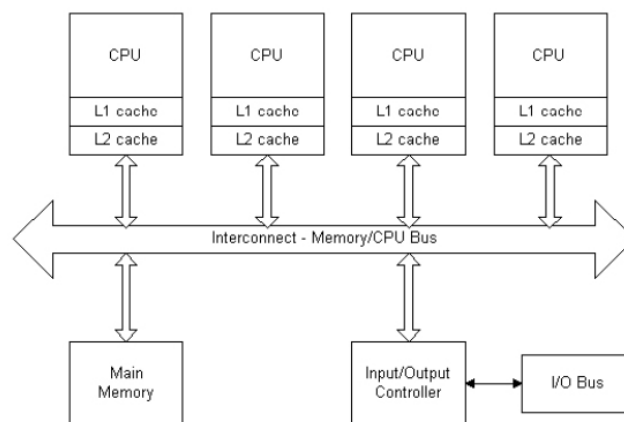 CPU
L1 cache
L2 cache
CPU
L1 cache
L2 cache
CPU
L1 cache
L2 cache
CPU
L1 cache
L2 cache
Interconnect - Memory/CPU Bus
Main
Memory
Input/Output
Controller
I/O Bus